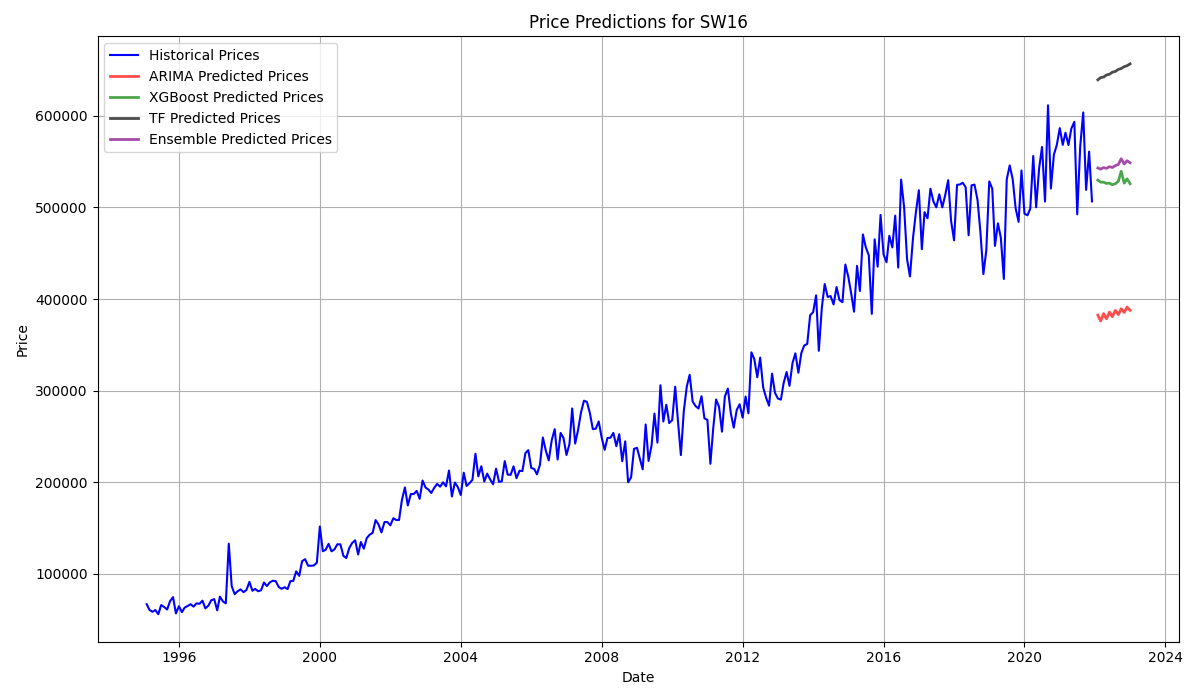 Price Predictions for SW16
Historical Prices
ARIMA Predicted Prices
XGBoost Predicted Prices
TF Predicted Prices
Ensemble Predicted Prices
600000
500000
400000
300000
200000
100000
Price
1996 2000 2004 2008 2012 2016 2020 2024
Date